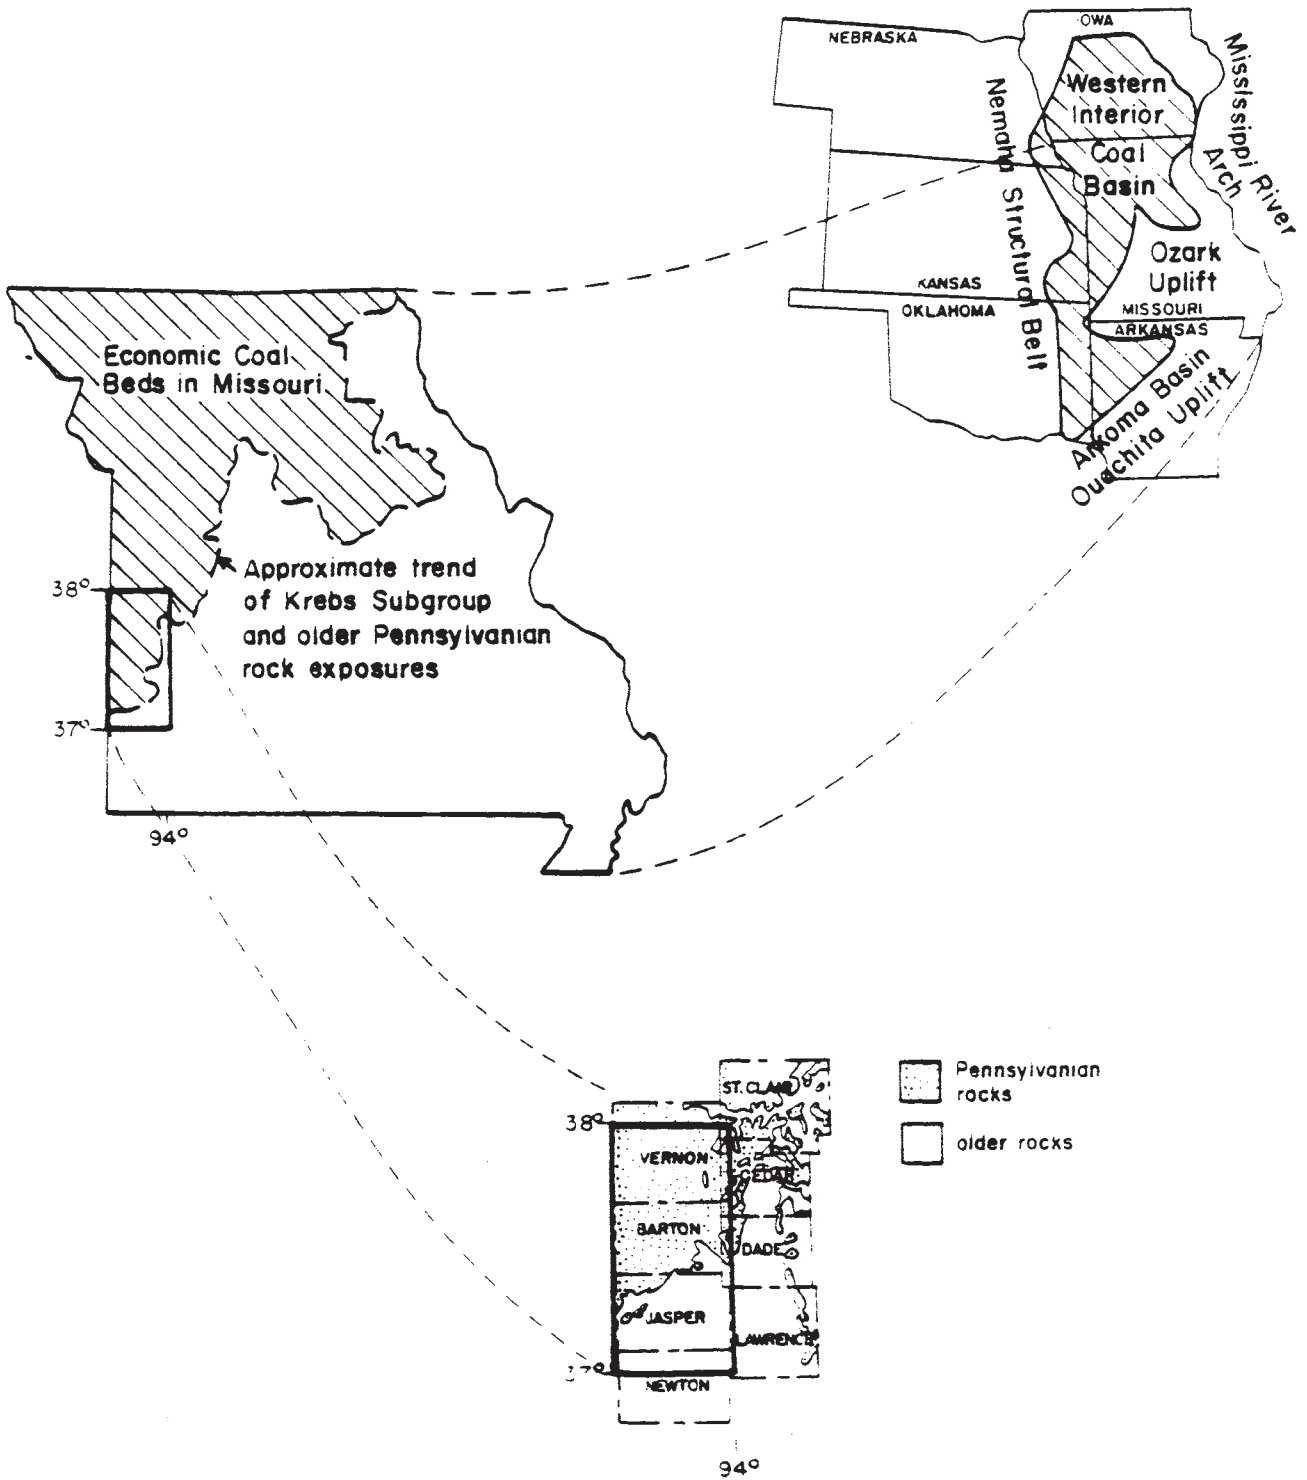 NEBRASKA
OWA
Western
Interior
Coal
Basin
Mississippi River
Arch
Nemaha Structural Belt
Ozark
Uplift
KANSAS
OKLAHOMA
MISSOURI
ARKANSAS
Arkoma Basin
Ouachita Uplift
Economic Coal
Beds in Missouri
Approximate trend
of Krebs Subgroup
and older Pennsylvanian
rock exposures
38°
37°
94°
ST. CLAIR
38°
VERNON
CEDAR
BARTON
DADE
JASPER
LAWRENCE
37°
NEWTON
94°
Pennsylvanian
rocks
older rocks